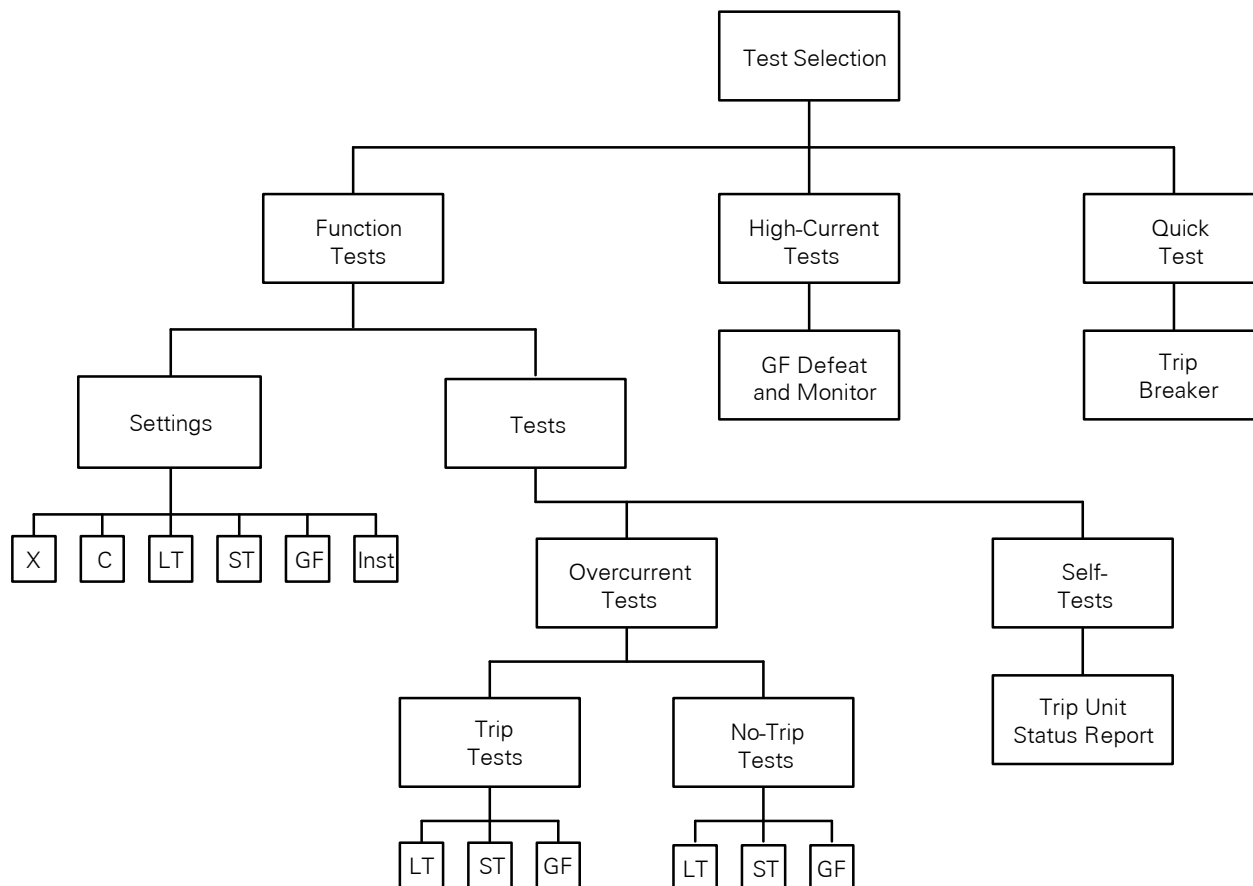 Test Selection
Function
Tests
High-Current
Tests
Quick
Test
GF Defeat
and Monitor
Trip
Breaker
Settings
Tests
X
C
LT
ST
GF
Inst
Overcurrent
Tests
Self-
Tests
Trip
Tests
No-Trip
Tests
Trip Unit
Status Report
LT
ST
GF
LT
ST
GF